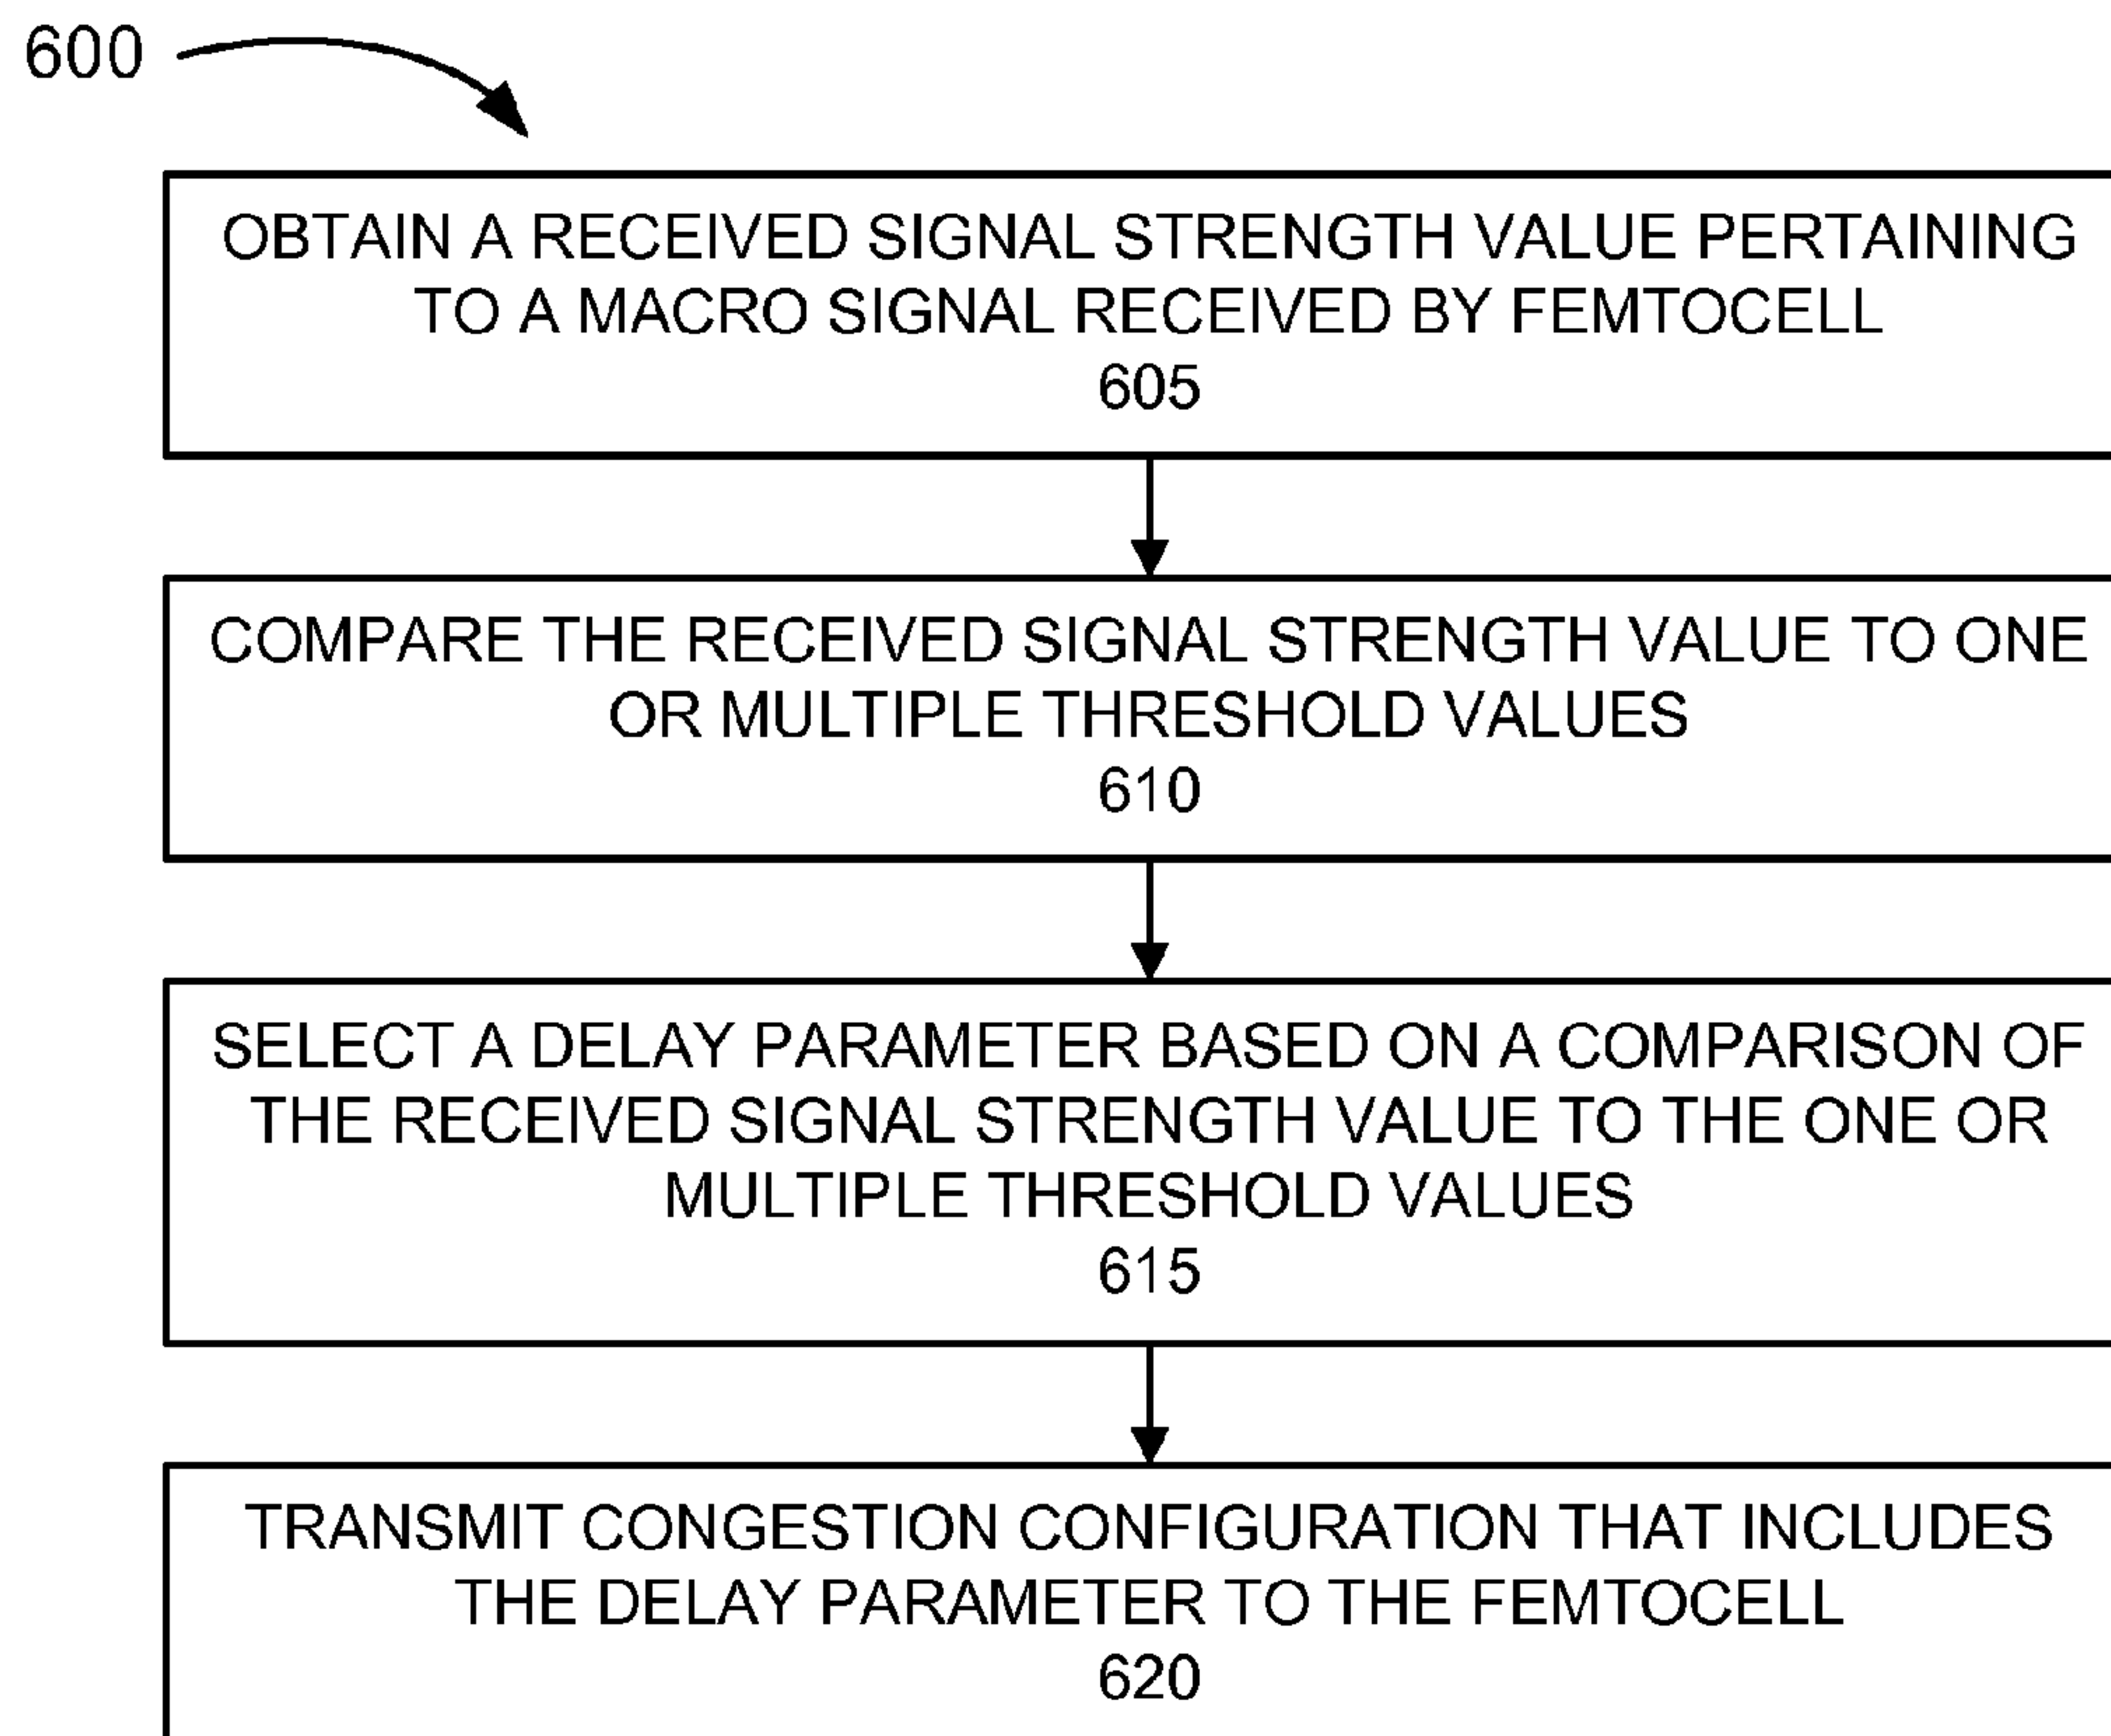 600
OBTAIN A RECEIVED SIGNAL STRENGTH VALUE PERTAINING
TO A MACRO SIGNAL RECEIVED BY FEMTOCELL
605
COMPARE THE RECEIVED SIGNAL STRENGTH VALUE TO ONE
OR MULTIPLE THRESHOLD VALUES
610
SELECT A DELAY PARAMETER BASED ON A COMPARISON OF
THE RECEIVED SIGNAL STRENGTH VALUE TO THE ONE OR
MULTIPLE THRESHOLD VALUES
615
TRANSMIT CONGESTION CONFIGURATION THAT INCLUDES
THE DELAY PARAMETER TO THE FEMTOCELL
620